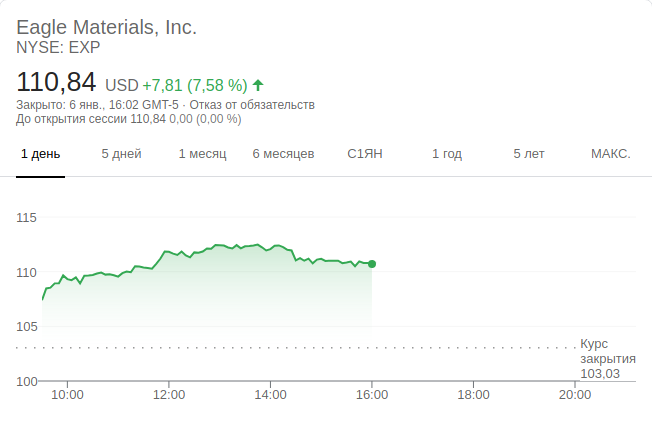 Eagle Materials, Inc.
NYSE: EXP
110,84 USD +7,81 (7,58 %)
Закрыто: 6 янв., 16:02 GMT-5 · Отказ от обязательств
До открытия сессии 110,84 0,00 (0,00 %)
1 день 5 дней 1 месяц 6 месяцев С1ЯН 1 год 5 лет МАКС.
115
110
105
Курс
закрытия
103,03
100
10:00 12:00 14:00 16:00 18:00 20:00